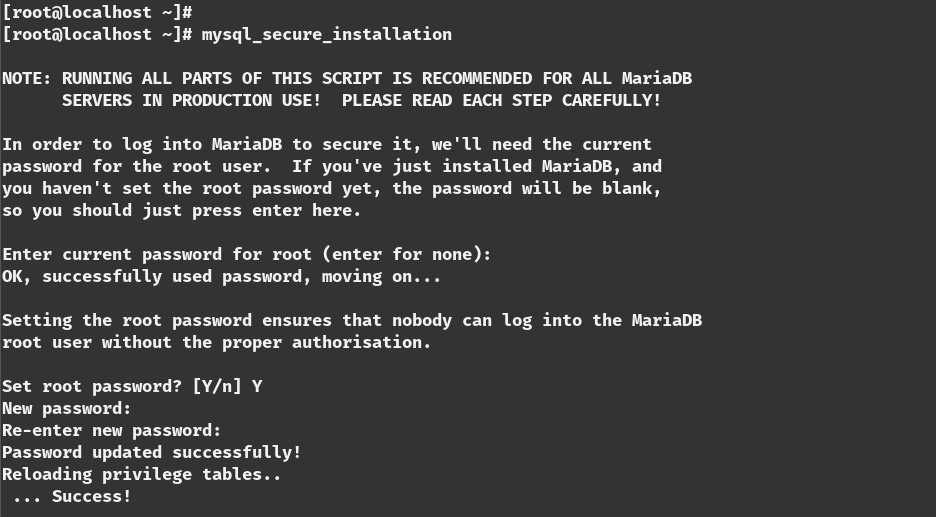 [root@localhost ~]#
[root@localhost ~]# mysql_secure_installation
NOTE: RUNNING ALL PARTS OF THIS SCRIPT IS RECOMMENDED FOR ALL MariaDB
      SERVERS IN PRODUCTION USE!  PLEASE READ EACH STEP CAREFULLY!
In order to log into MariaDB to secure it, we'll need the current
password for the root user.  If you've just installed MariaDB, and
you haven't set the root password yet, the password will be blank,
so you should just press enter here.
Enter current password for root (enter for none):
OK, successfully used password, moving on...
Setting the root password ensures that nobody can log into the MariaDB
root user without the proper authorisation.
Set root password? [Y/n] Y
New password:
Re-enter new password:
Password updated successfully!
Reloading privilege tables..
 ... Success!